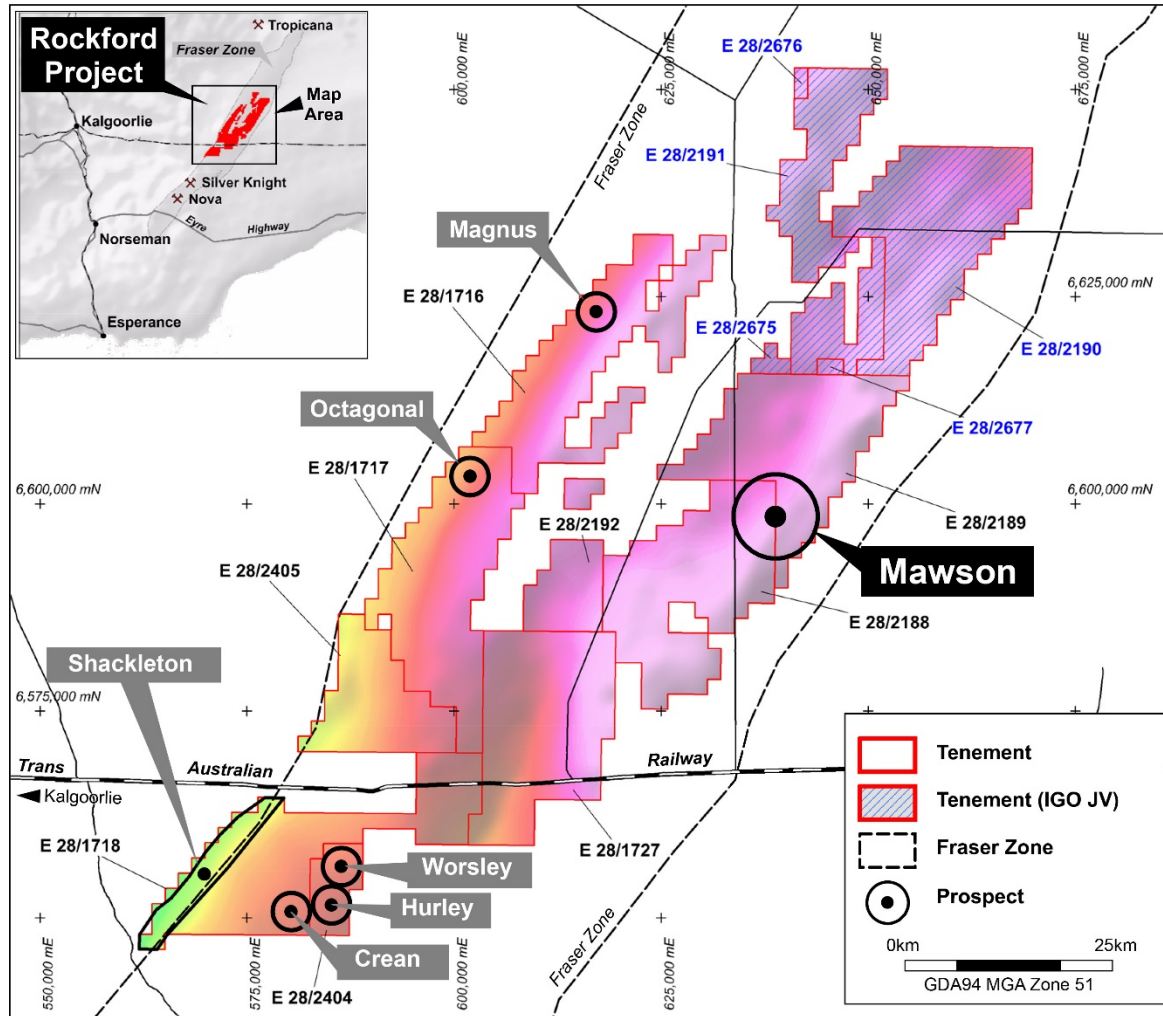 Tropicana
Fraser Zone
Rockford
Project
Map
Area
Kalgoorlie
Silver Knight
Nova
Eyre
Highway
Norseman
Esperance
600,000 mE
625,000 mE
650,000 mE
675,000 mE
E 28/2676
Fraser Zone
E 28/2191
Magnus
E 28/1716
6,625,000 mN
E 28/2675
E 28/2190
Octagonal
E 28/2677
E 28/1717
6,600,000 mN
6,600,000 mN
E 28/2192
E 28/2189
E 28/2405
Mawson
E 28/2188
Shackleton
6,575,000 mN
6,575,000 mN
Trans
Australian
Railway
Kalgoorlie
E 28/1718
E 28/1727
Worsley
Hurley
Crean
E 28/2404
Fraser Zone
550,000 mE
575,000 mE
600,000 mE
625,000 mE
Tenement
Tenement (IGO JV)
Fraser Zone
Prospect
0km
25km
GDA94 MGA Zone 51